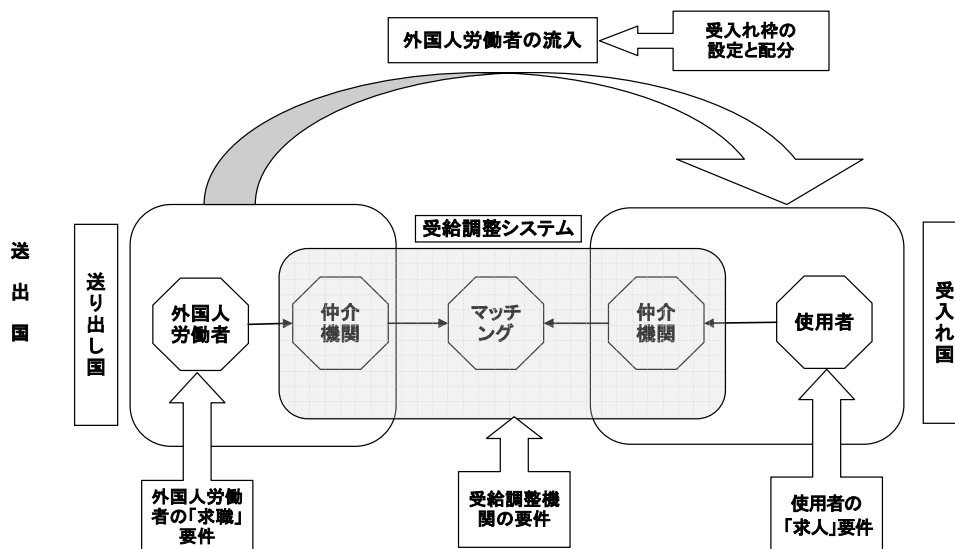 外国人労働者の流入
受入れ枠の
設定と配分
受給調整システム
送
出
国
送り出し国
外国人
労働者
仲介
機関
マッチ
ング
仲介
機関
使用者
受入れ国
外国人労働
者の「求職」
要件
受給調整機
関の要件
使用者の
「求人」要件